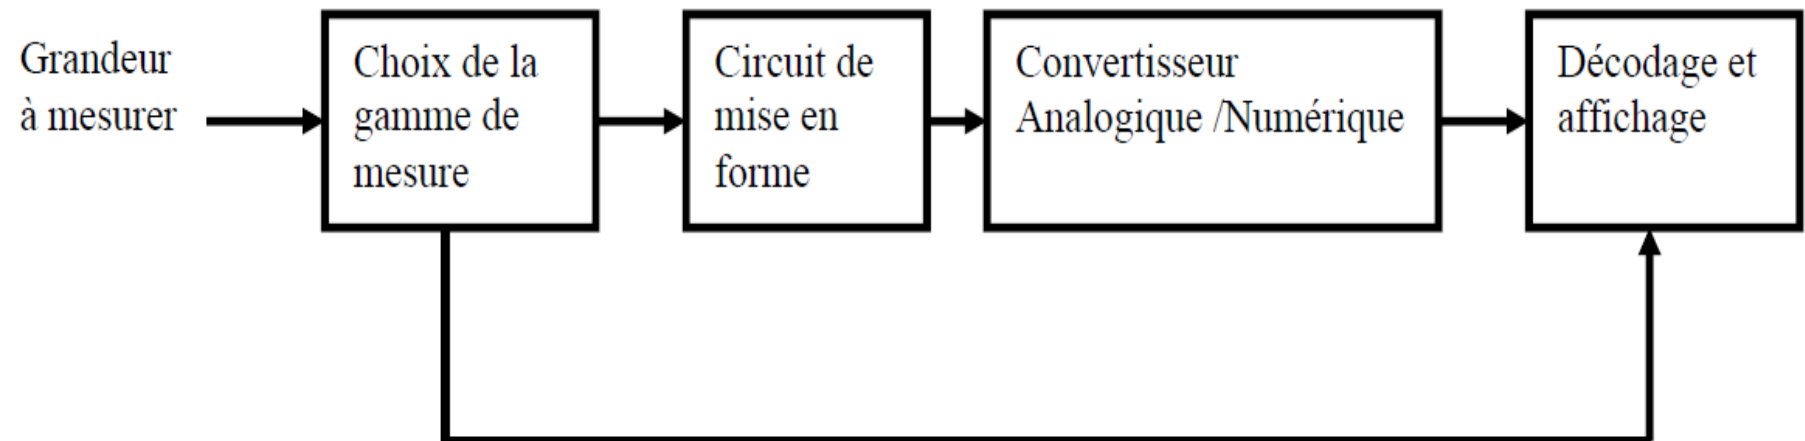 Grandeur
à mesurer
Choix de la
gamme de
mesure
Circuit de
mise en
forme
Convertisseur
Analogique /Numérique
Décodage et
affichage